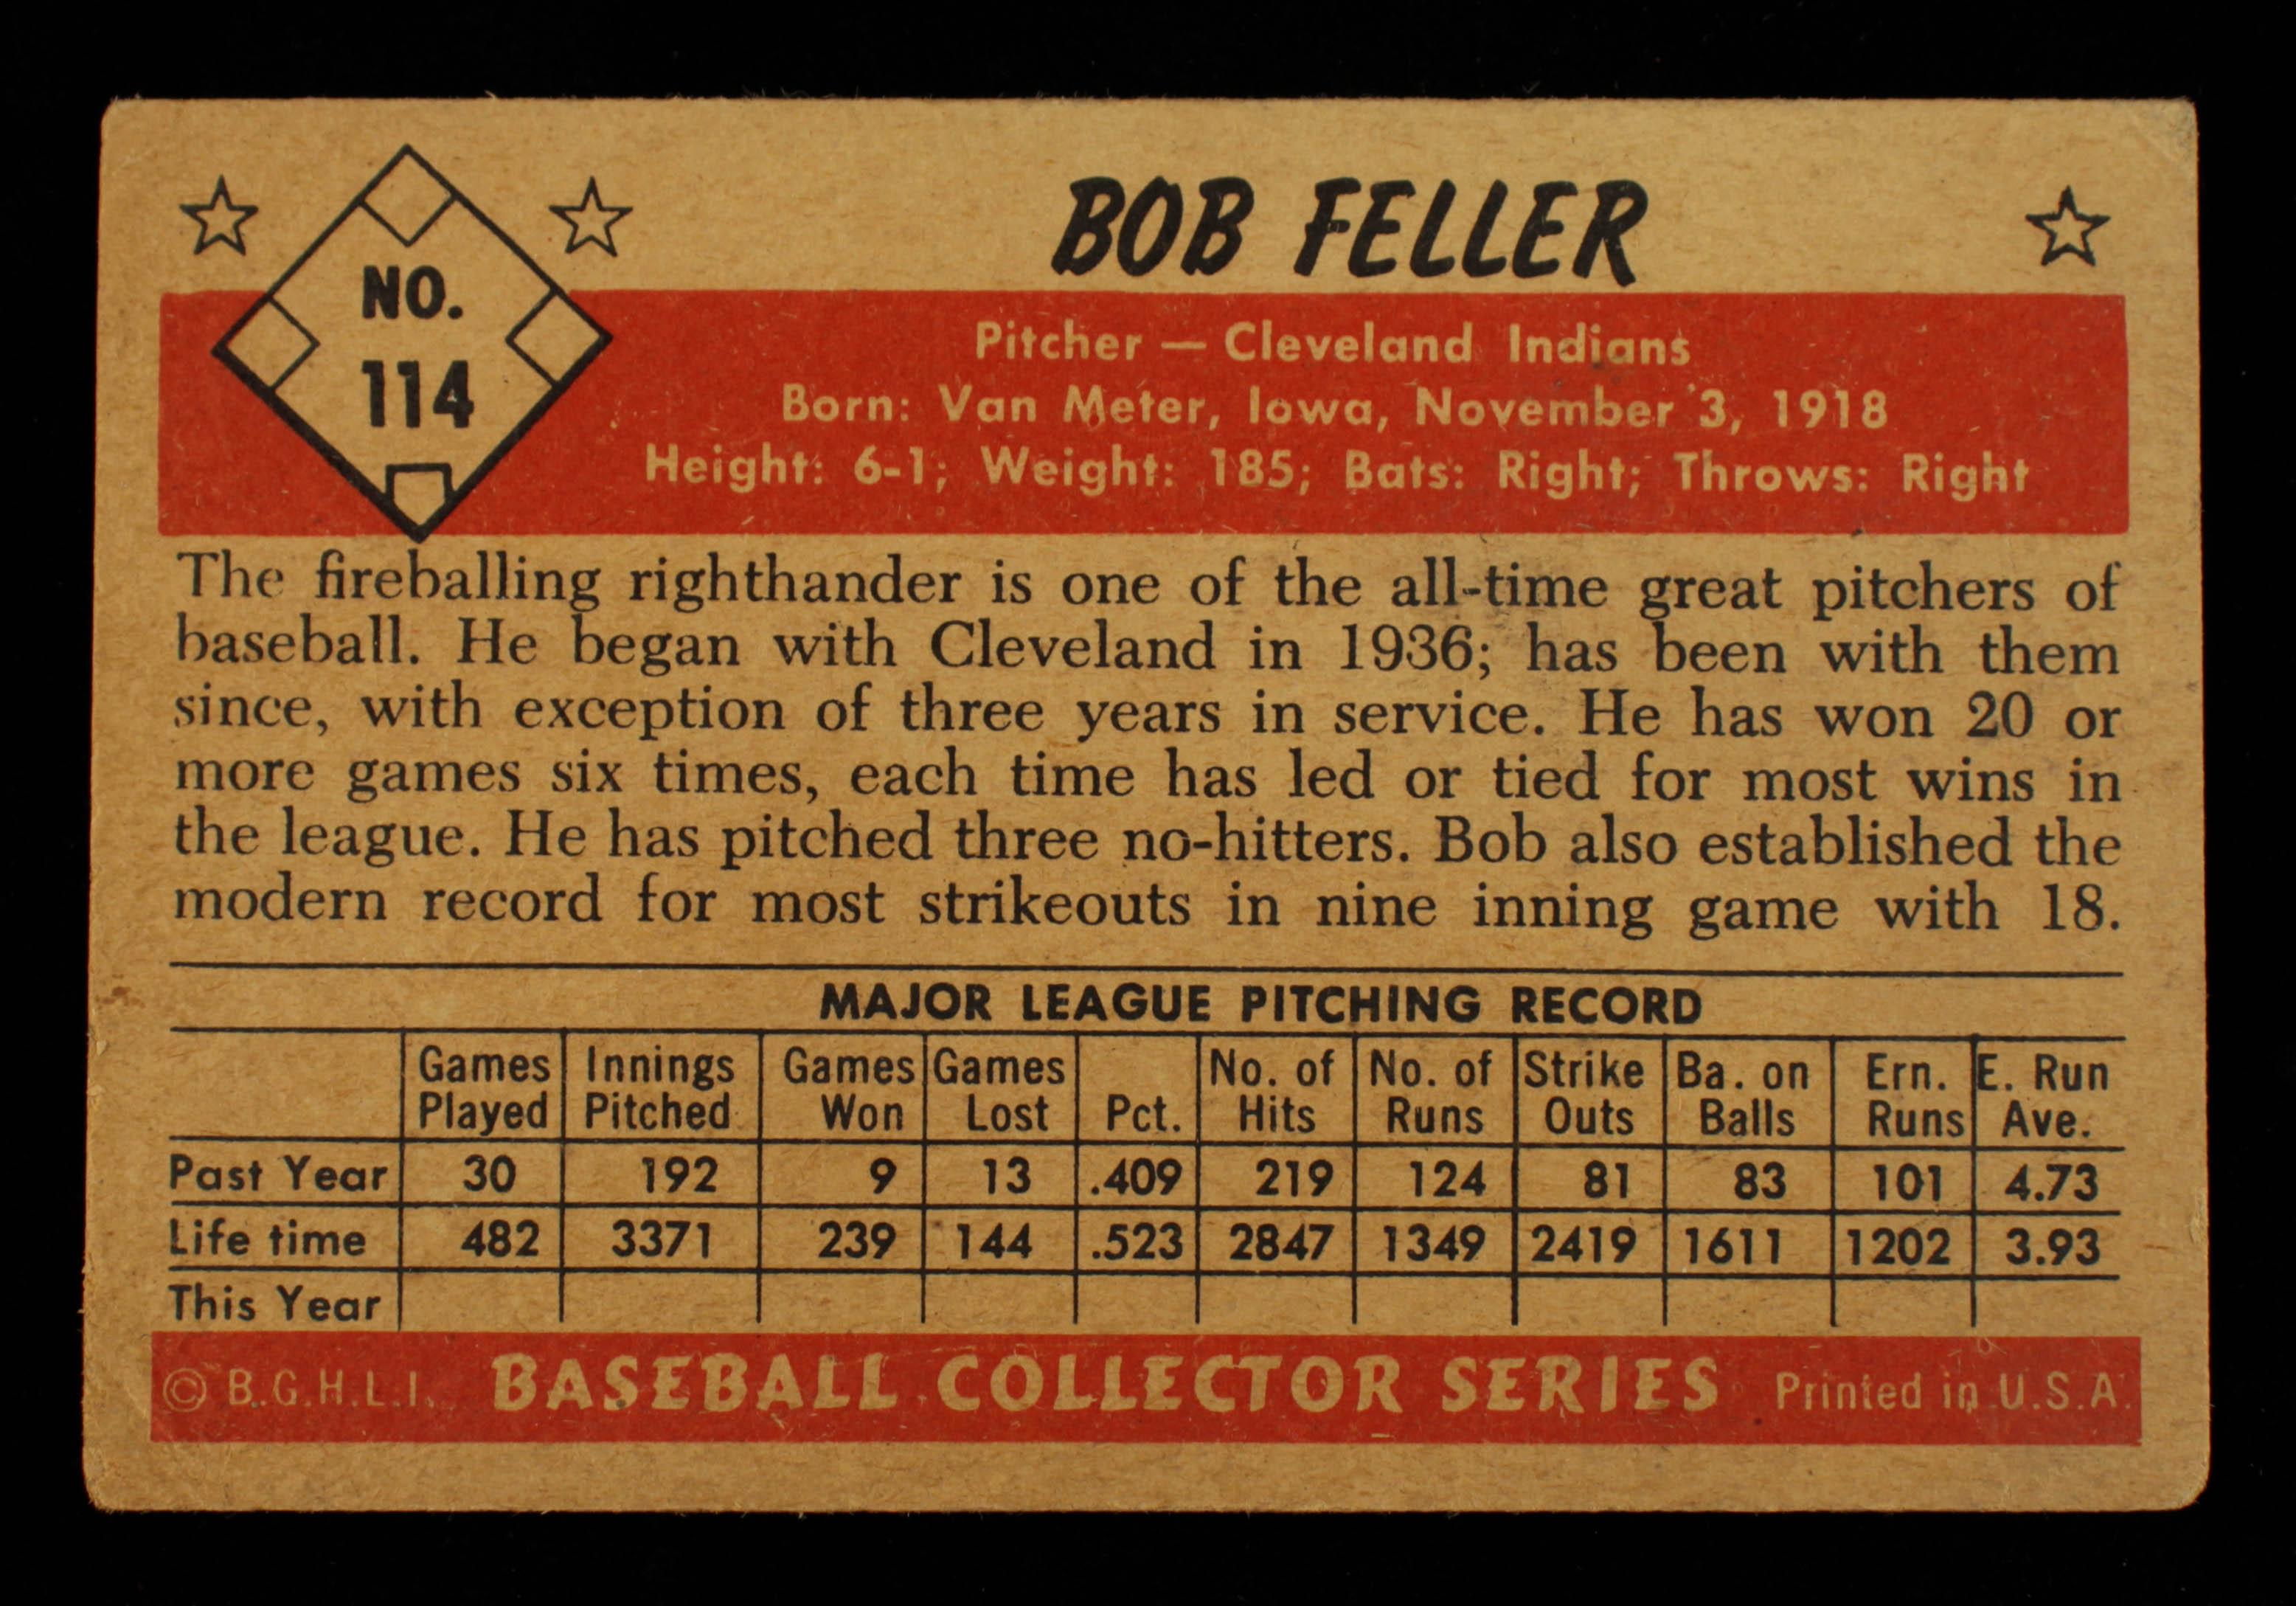 BOB FELLER
NO.
114
Pitcher — Cleveland Indians
Born: Van Meter, Iowa, November 3, 1918
Height: 6-1; Weight: 185; Bats: Right; Throws: Right
The fireballing righthander is one of the all-time great pitchers of
baseball. He began with Cleveland in 1936; has been with them
since, with exception of three years in service. He has won 20 or
more games six times, each time has led or tied for most wins in
the league. He has pitched three no-hitters. Bob also established the
modern record for most strikeouts in nine inning game with 18.
MAJOR LEAGUE PITCHING RECORD
Games Played Innings Pitched Games Won Games Lost Pct. No. of Hits No. of Runs Strike Outs Ba. on Balls Ern. Runs E. Run Ave.
Past Year 30 192 9 13 .409 219 124 81 83 101 4.73
Life time 482 3371 239 144 .523 2847 1349 2419 1611 1202 3.93
This Year
© B.G.H.L.I. BASEBALL COLLECTOR SERIES Printed in U.S.A.